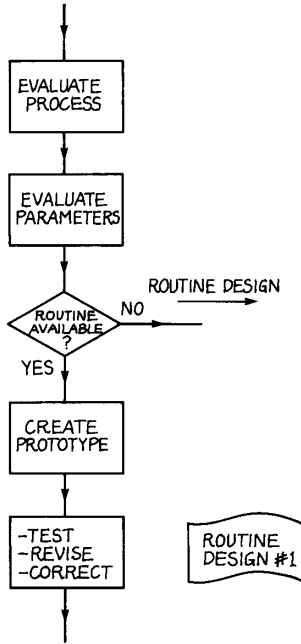 EVALUATE
PROCESS
EVALUATE
PARAMETERS
ROUTINE DESIGN
ROUTINE
AVAILABLE
?
NO
YES
CREATE
PROTOTYPE
-TEST
-REVISE
-CORRECT
ROUTINE
DESIGN #1